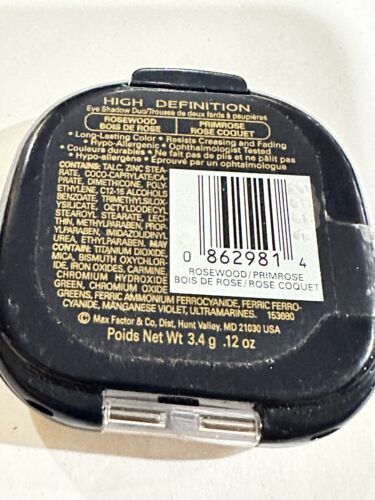 HIGH DEFINITION
Eye Shadow Duo/Trousse de deux fards à paupières
ROSEWOOD PRIMROSE
BOIS DE ROSE ROSE COQUET
• Long-Lasting Color • Resists Creasing and Fading
• Hypo-Allergenic • Ophthalmologist Tested
• Couleurs durables • Ne fait pas de plis et ne pâlit pas
• Hypo-allergène • Éprouvé par un ophtalmologue
CONTAINS: TALC, ZINC STEA-
RATE, COCO-CAPRYLATE/CA-
PRATE, DIMETHICONE, POLY-
ETHYLENE, C12-15 ALCOHOLS
BENZOATE, TRIMETHYLSILOX-
YSILICATE, OCTYLDODECYL
STEAROYL STEARATE, LECI-
THIN, METHYLPARABEN, PROP-
YLPARABEN, IMIDAZOLIDINYL
UREA, ETHYLPARABEN. MAY
CONTAIN: TITANIUM DIOXIDE,
MICA, BISMUTH OXYCHLOR-
IDE, IRON OXIDES, CARMINE,
CHROMIUM HYDROXIDE
GREEN, CHROMIUM OXIDE
GREENS, FERRIC AMMONIUM FERROCYANIDE, FERRIC FERRO-
CYANIDE, MANGANESE VIOLET, ULTRAMARINES. 153680
0 862981 4
ROSEWOOD/PRIMROSE
BOIS DE ROSE/ROSE COQUET
© Max Factor & Co, Dist, Hunt Valley, MD 21030 USA
Poids Net Wt 3.4 g .12 oz